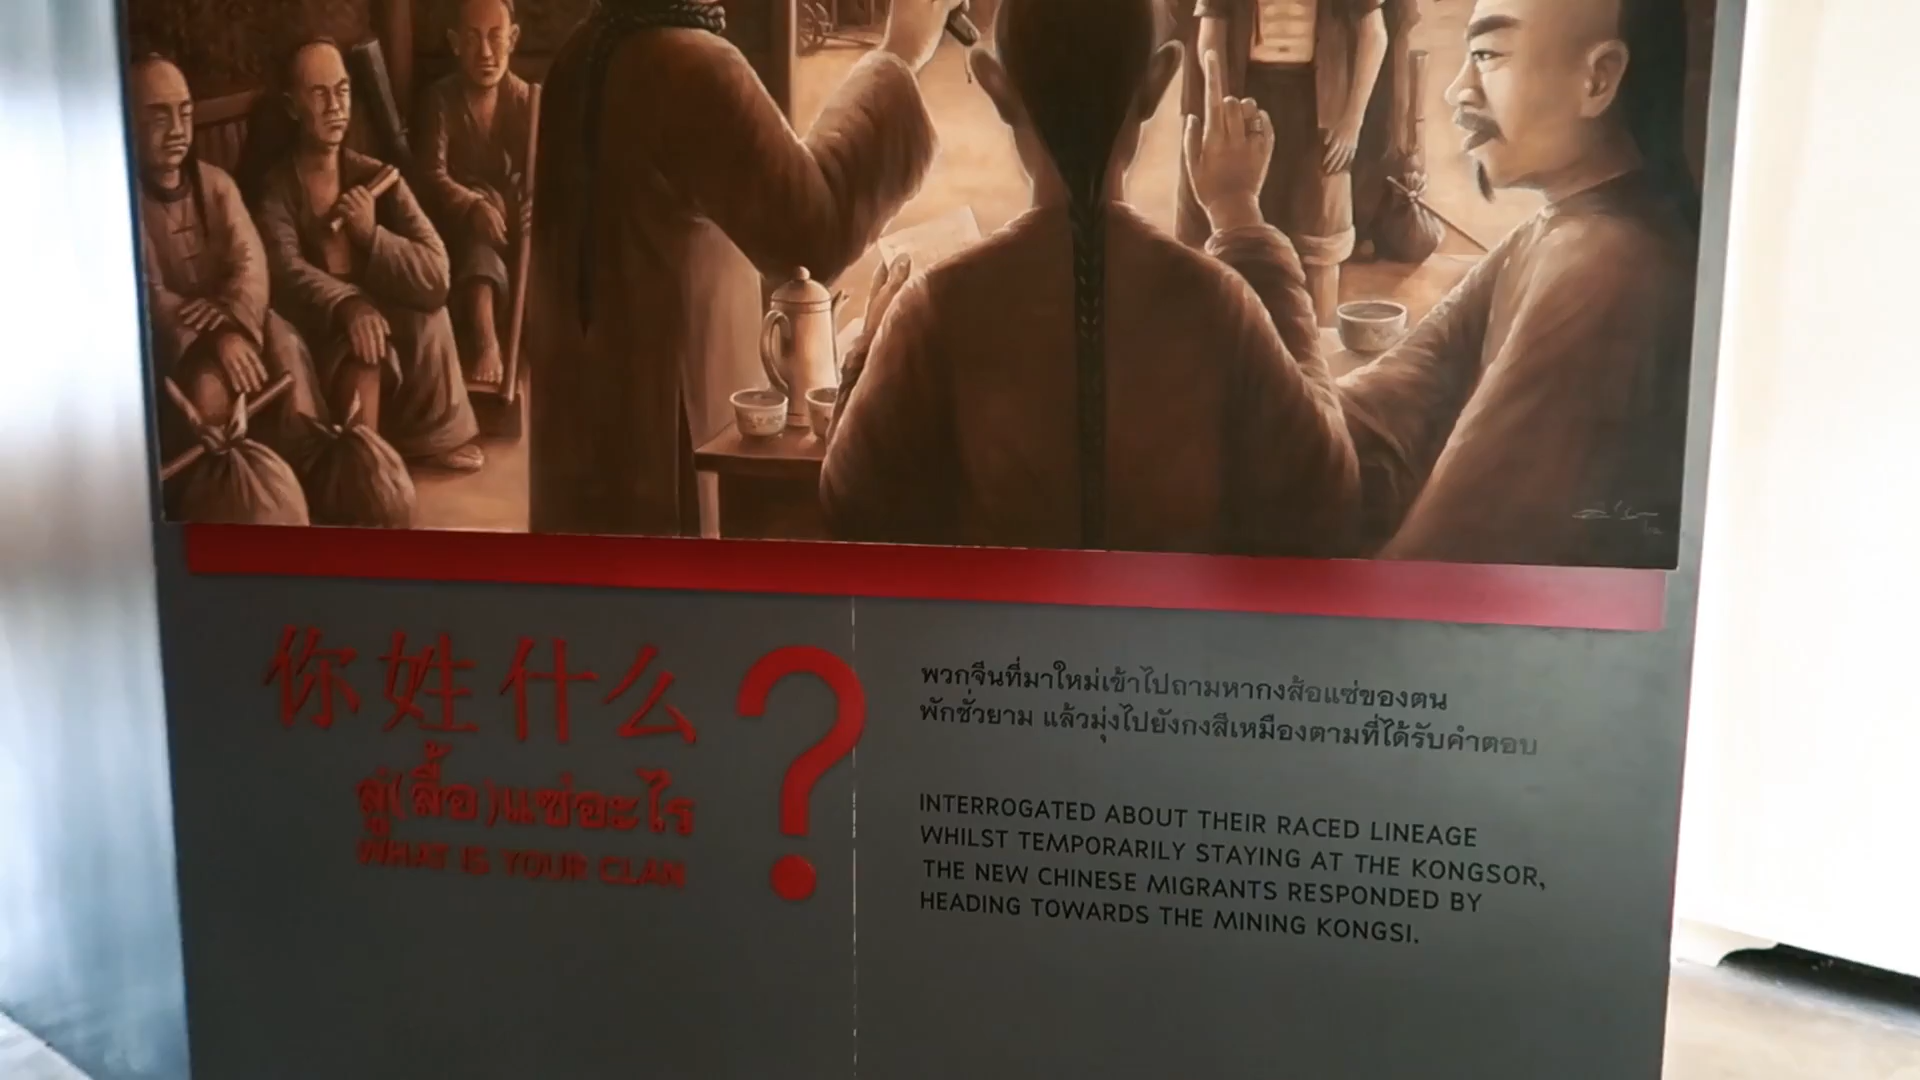 你姓什么
ลู่(ลื้อ)แซ่อะไร
WHAT IS YOUR CLAN
?
พวกจีนที่มาใหม่เข้าไปถามหากงส้อแซ่ของตน
พักชั่วยาม แล้วมุ่งไปยังกงสีเหมืองตามที่ได้รับคำตอบ
INTERROGATED ABOUT THEIR RACED LINEAGE
WHILST TEMPORARILY STAYING AT THE KONGSOR,
THE NEW CHINESE MIGRANTS RESPONDED BY
HEADING TOWARDS THE MINING KONGSI.